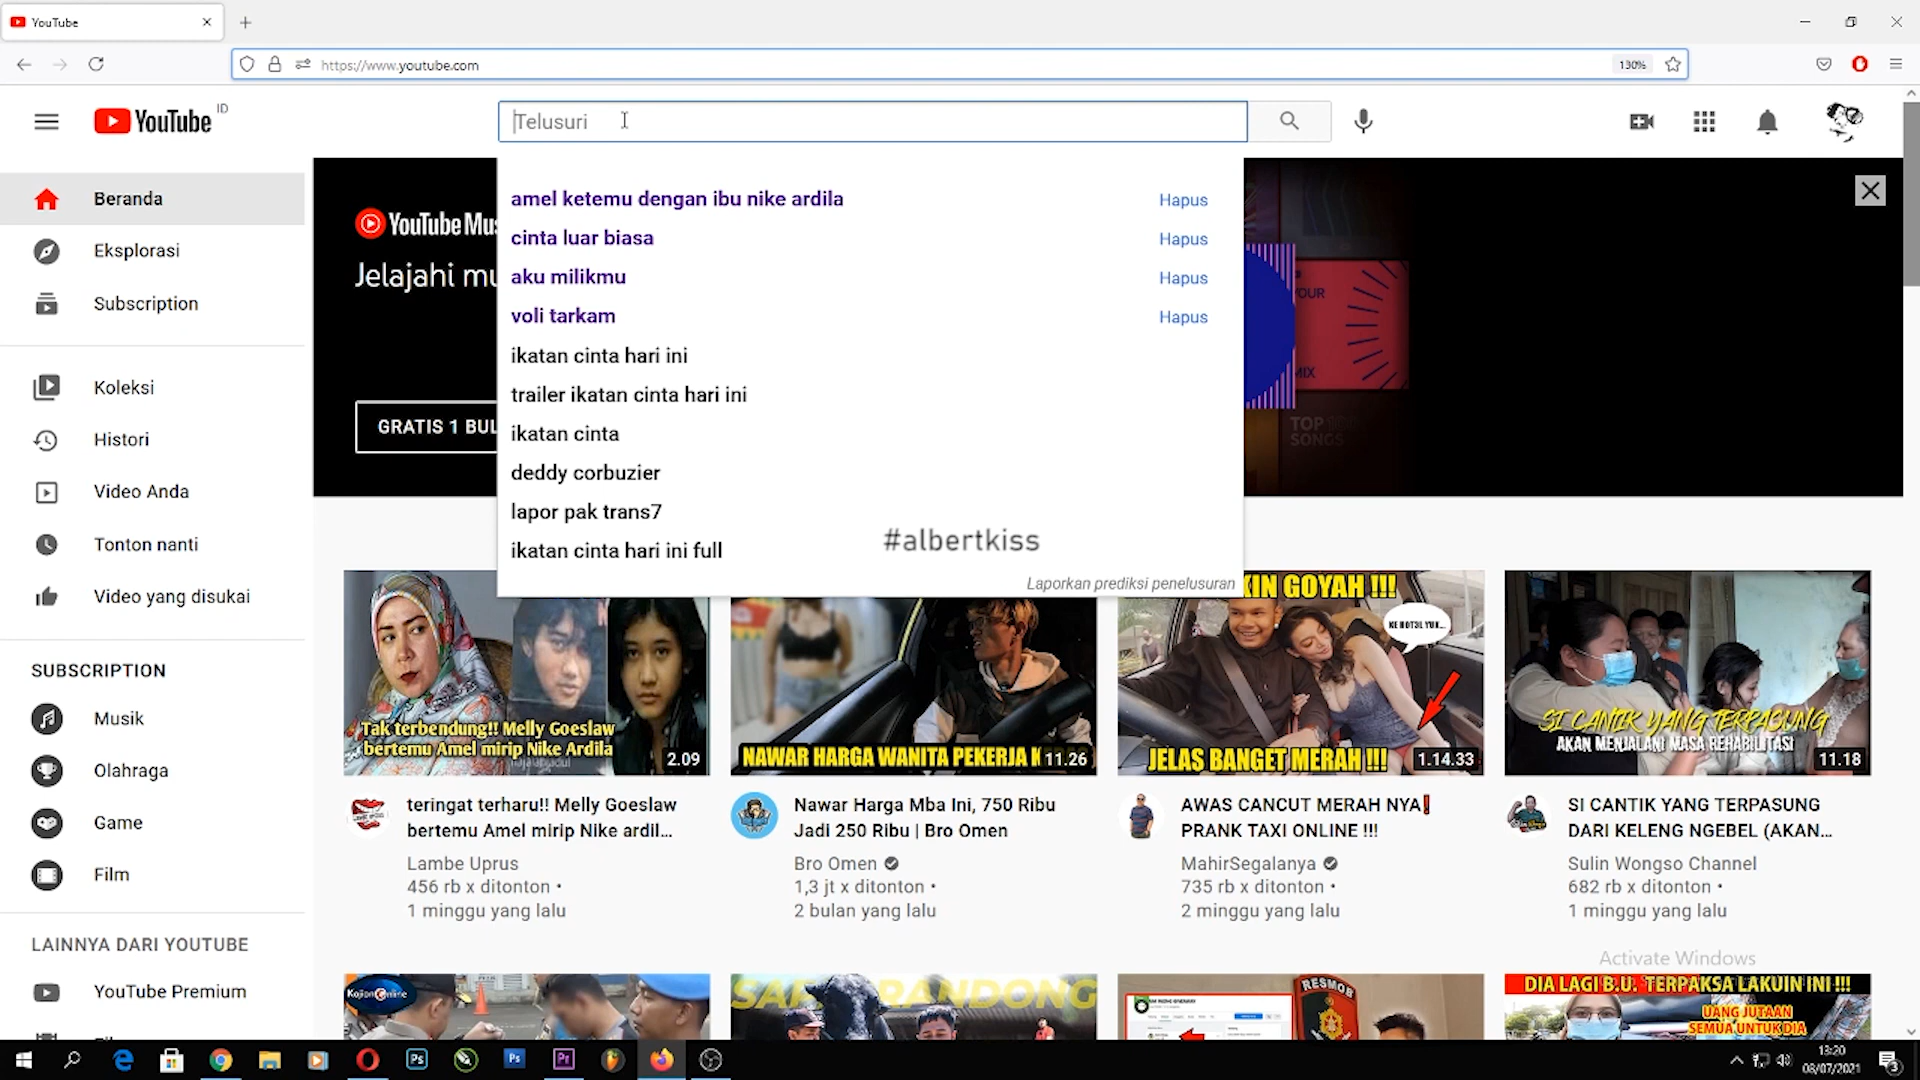 YouTube
https://www.youtube.com
130%
YouTube ID
Telusuri
amel ketemu dengan ibu nike ardila Hapus
cinta luar biasa Hapus
aku milikmu Hapus
voli tarkam Hapus
ikatan cinta hari ini
trailer ikatan cinta hari ini
ikatan cinta
deddy corbuzier
lapor pak trans7
ikatan cinta hari ini full
#albertkiss
Laporkan prediksi penelusuran
Beranda
Eksplorasi
Subscription
Koleksi
Histori
Video Anda
Tonton nanti
Video yang disukai
SUBSCRIPTION
Musik
Olahraga
Game
Film
LAINNYA DARI YOUTUBE
YouTube Premium
YouTube Mus
Jelajahi mu
GRATIS 1 BUL
YOUR
MIX
TOP
SONGS
Tak terbendung!! Melly Goeslaw
bertemu Amel mirip Nike Ardila
2.09
teringat terharu!! Melly Goeslaw
bertemu Amel mirip Nike ardil...
Lambe Uprus
456 rb x ditonton •
1 minggu yang lalu
NAWAR HARGA WANITA PEKERJA K
11.26
Nawar Harga Mba Ini, 750 Ribu
Jadi 250 Ribu | Bro Omen
Bro Omen
1,3 jt x ditonton •
2 bulan yang lalu
KIN GOYAH !!!
KE HOT3L YUK...
JELAS BANGET MERAH !!!
1.14.33
AWAS CANCUT MERAH NYA❗
PRANK TAXI ONLINE !!!
MahirSegalanya
735 rb x ditonton •
2 minggu yang lalu
SI CANTIK YANG TERPASUNG
AKAN MENJALANI MASA REHABILITASI
11.18
SI CANTIK YANG TERPASUNG
DARI KELENG NGEBEL (AKAN...
Sulin Wongso Channel
682 rb x ditonton •
1 minggu yang lalu
Activate Windows
RESMOB
DIA LAGI B.U. TERPAKSA LAKUIN INI !!!
UANG JUTAAN
SEMUA UNTUK DIA
13:20
08/07/2021
3